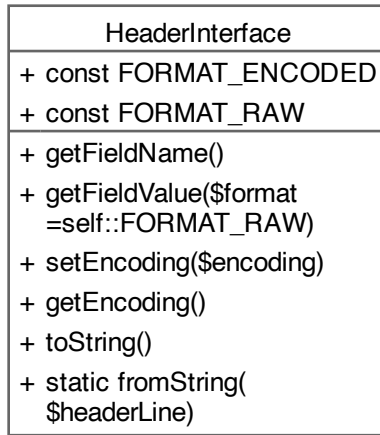 HeaderInterface
+ const FORMAT_ENCODED
+ const FORMAT_RAW
+ getFieldName()
+ getFieldValue($format
=self::FORMAT_RAW)
+ setEncoding($encoding)
+ getEncoding()
+ toString()
+ static fromString(
$headerLine)